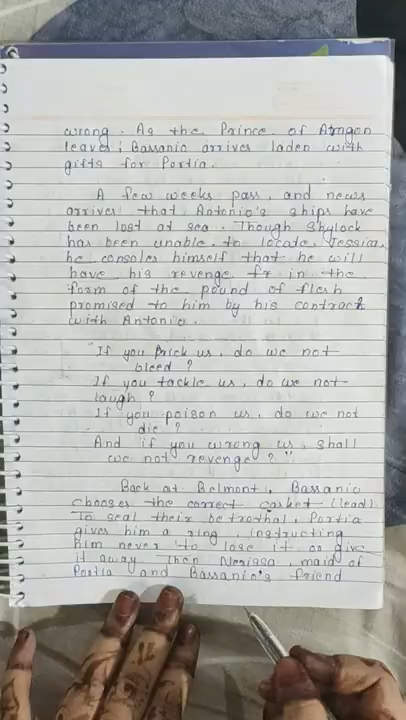 wrong. As the Prince of Arragon
leaves, Bassanio arrives laden with
gifts for Portia.
A few weeks pass, and news
arrives that Antonio's ships have
been lost at sea. Though Shylock
has been unable to locate Jessica,
he consoles himself that he will
have his revenge fr in the
form of the pound of flesh
promised to him by his contract
with Antonio.
"If you prick us, do we not
bleed?
If you tackle us, do we not
laugh?
If you poison us, do we not
die?
And if you wrong us, shall
we not revenge?"
Back at Belmont, Bassanio
chooses the correct casket (lead).
To seal their betrothal, Portia
gives him a ring, instructing
him never to lose it or give
it away. Then Nerissa, maid of
Portia and Bassanio's friend